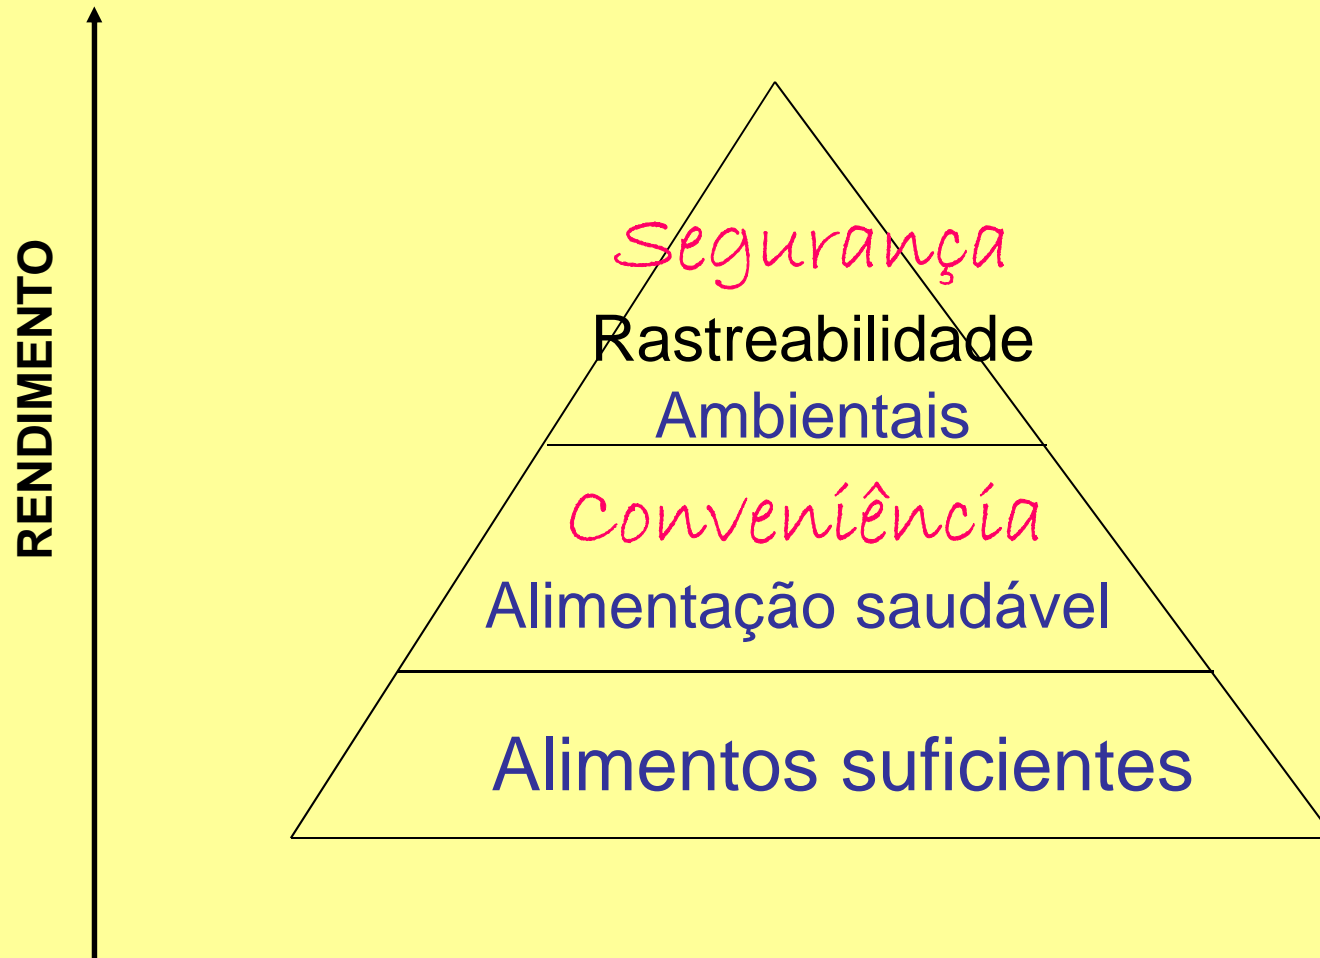 RENDIMENTO
Segurança
Rastreabilidade
Ambientais
Conveniência
Alimentação saudável
Alimentos suficientes